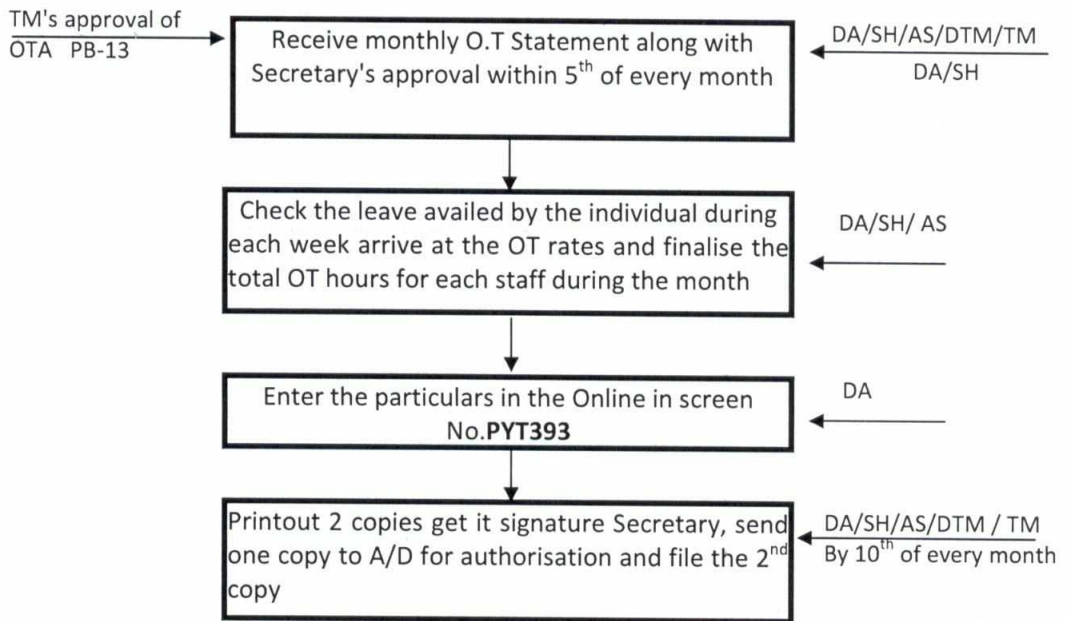 TM's approval of
OTA PB-13
Receive monthly O.T Statement along with
Secretary's approval within 5th of every month
DA/SH/AS/DTM/TM
DA/SH
Check the leave availed by the individual during
each week arrive at the OT rates and finalise the
total OT hours for each staff during the month
DA/SH/ AS
Enter the particulars in the Online in screen
No.PYT393
DA
Printout 2 copies get it signature Secretary, send
one copy to A/D for authorisation and file the 2nd
copy
DA/SH/AS/DTM / TM
By 10th of every month